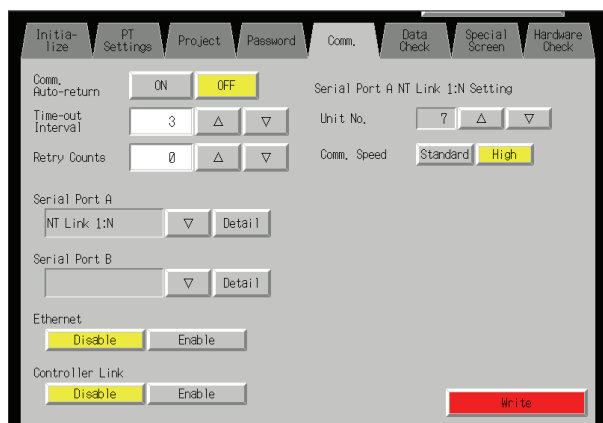 Initia-
lize
PT
Settings
Project
Password
Comm.
Data
Check
Special
Screen
Hardware
Check
Comm.
Auto-return
ON
OFF
Time-out
Interval
3
△
▽
Retry Counts
0
△
▽
Serial Port A
NT Link 1:N
▽
Detail
Serial Port B
▽
Detail
Ethernet
Disable
Enable
Controller Link
Disable
Enable
Serial Port A NT Link 1:N Setting
Unit No.
7
△
▽
Comm. Speed
Standard
High
Write